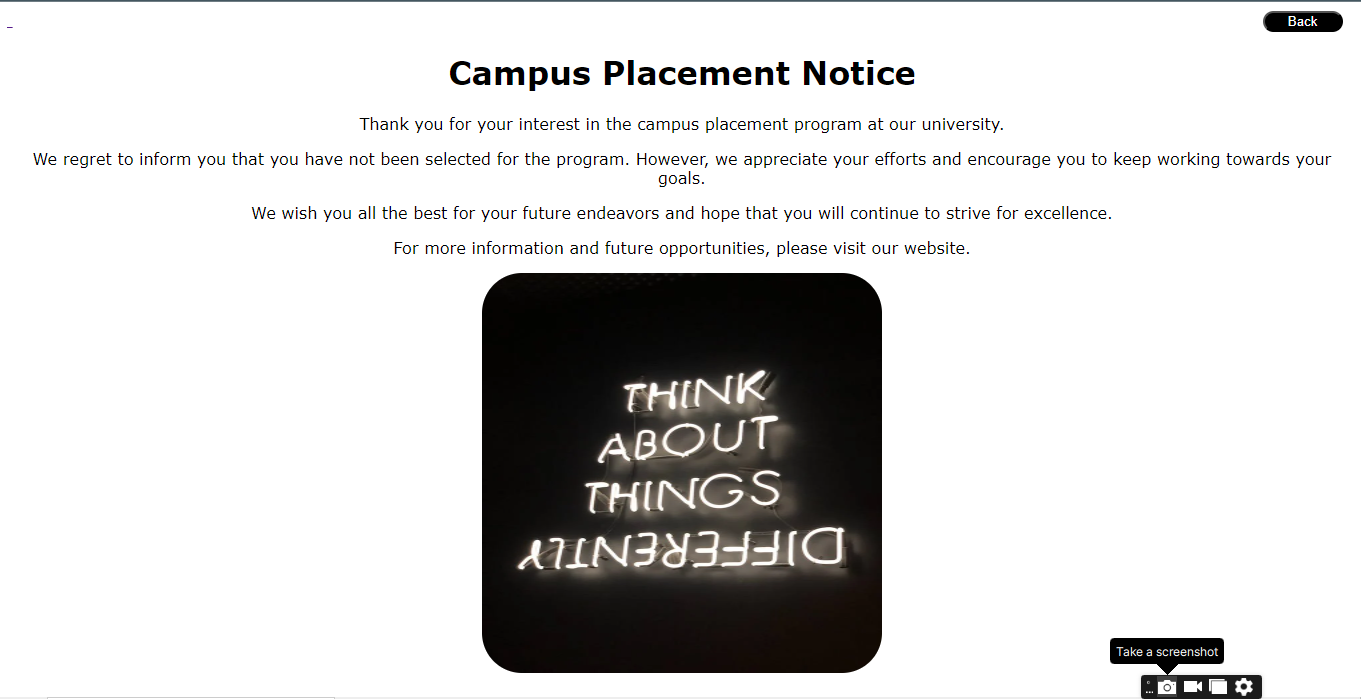 Back
Campus Placement Notice
Thank you for your interest in the campus placement program at our university.
We regret to inform you that you have not been selected for the program. However, we appreciate your efforts and encourage you to keep working towards your
goals.
We wish you all the best for your future endeavors and hope that you will continue to strive for excellence.
For more information and future opportunities, please visit our website.
THINK
ABOUT
THINGS
DIFFERENTLY
Take a screenshot